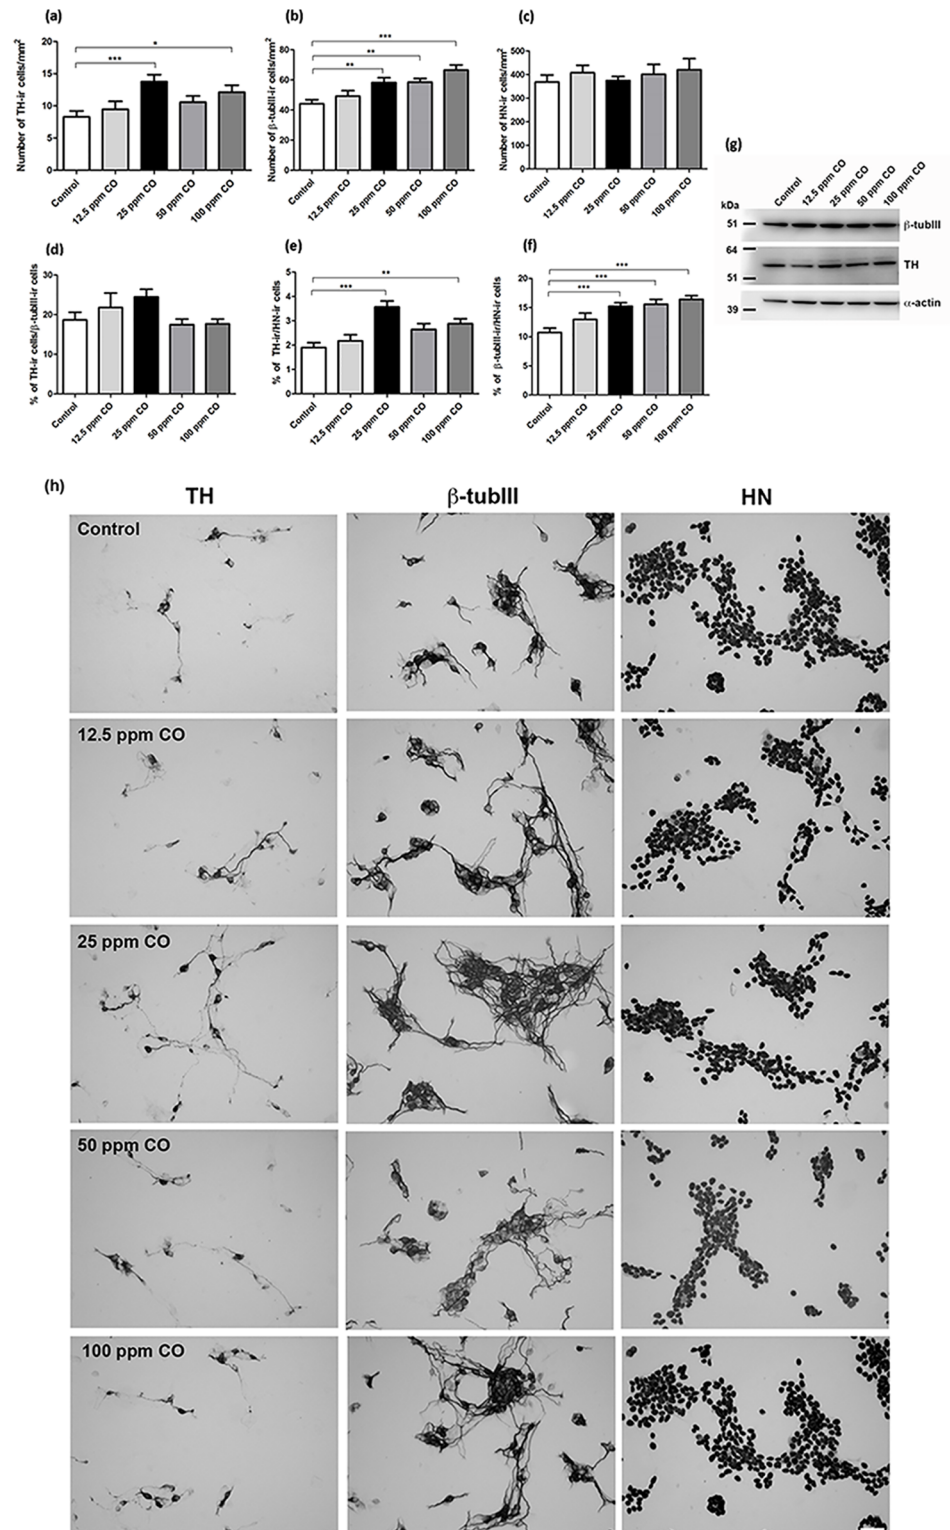 (a)
Number of TH-ir cells/mm²
20
15
10
5
0
*
***
Control
12.5 ppm CO
25 ppm CO
50 ppm CO
100 ppm CO
(b)
Number of β-tubIII-ir cells/mm²
80
60
40
20
0
***
**
**
Control
12.5 ppm CO
25 ppm CO
50 ppm CO
100 ppm CO
(c)
Number of HN-ir cells/mm²
500
400
300
200
100
0
Control
12.5 ppm CO
25 ppm CO
50 ppm CO
100 ppm CO
(g)
Control
12.5 ppm CO
25 ppm CO
50 ppm CO
100 ppm CO
kDa
51
β-tubIII
64
TH
51
α-actin
39
(d)
% of TH-ir cells/β-tubIII-ir cells
30
20
10
0
Control
12.5 ppm CO
25 ppm CO
50 ppm CO
100 ppm CO
(e)
% of TH-ir/HN-ir cells
5
4
3
2
1
0
**
***
Control
12.5 ppm CO
25 ppm CO
50 ppm CO
100 ppm CO
(f)
% of β-tubIII-ir/HN-ir cells
20
15
10
5
0
***
***
***
Control
12.5 ppm CO
25 ppm CO
50 ppm CO
100 ppm CO
(h)
TH
β-tubIII
HN
Control
12.5 ppm CO
25 ppm CO
50 ppm CO
100 ppm CO